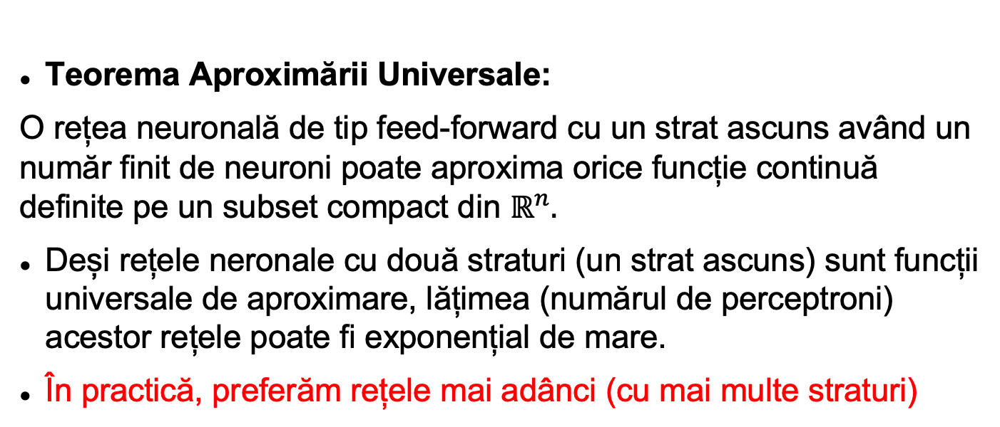 • Teorema Aproximării Universale:
O rețea neuronală de tip feed-forward cu un strat ascuns având un
număr finit de neuroni poate aproxima orice funcție continuă
definite pe un subset compact din ℝⁿ.
• Deși rețele neronale cu două straturi (un strat ascuns) sunt funcții
universale de aproximare, lățimea (numărul de perceptroni)
acestor rețele poate fi exponențial de mare.
• În practică, preferăm rețele mai adânci (cu mai multe straturi)